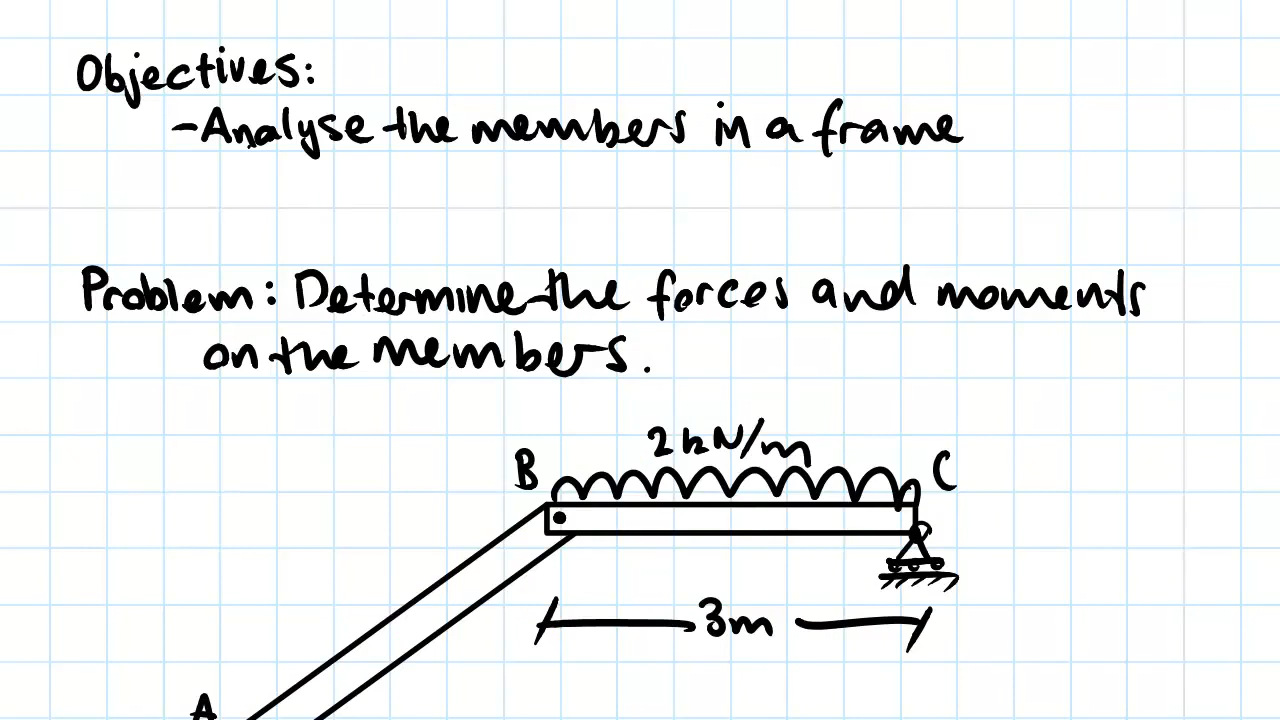 Objectives:
-Analyse the members in a frame
Problem: Determine the forces and moments
on the members.
2kN/m
B
C
3m
A